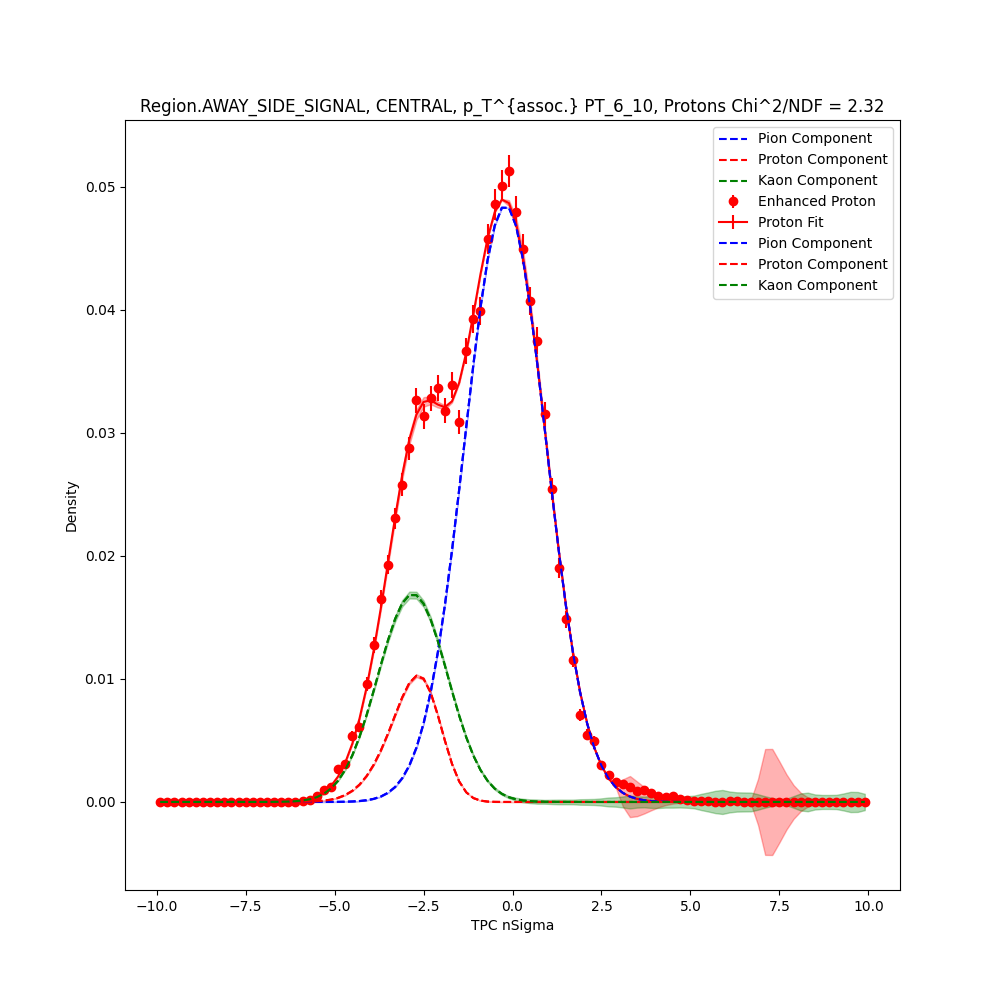 Region.AWAY_SIDE_SIGNAL, CENTRAL, p_T^{assoc.} PT_6_10, Protons Chi^2/NDF = 2.32
Pion Component
Proton Component
Kaon Component
Enhanced Proton
Proton Fit
Pion Component
Proton Component
Kaon Component
0.05
0.04
0.03
0.02
0.01
0.00
Density
−10.0 −7.5 −5.0 −2.5 0.0 2.5 5.0 7.5 10.0
TPC nSigma